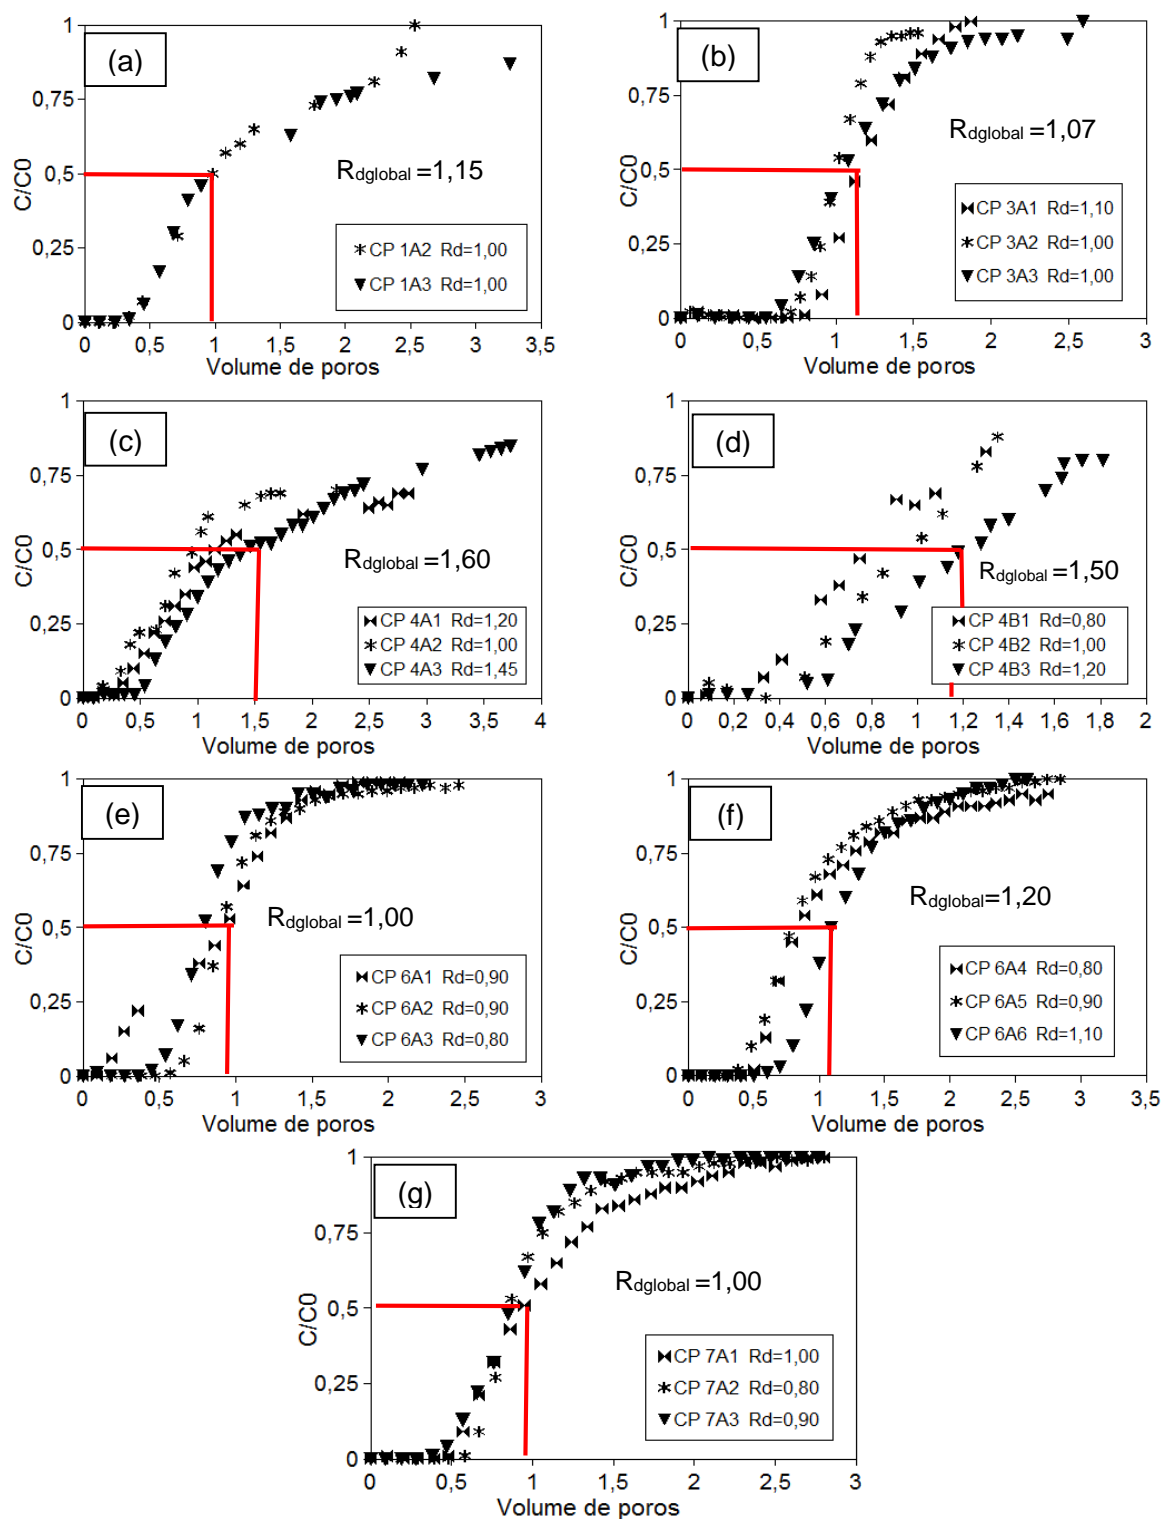 (a)
1
0,75
0,5
0,25
0
C/C0
R dglobal =1,15
CP 1A2 Rd=1,00
CP 1A3 Rd=1,00
0 0,5 1 1,5 2 2,5 3 3,5
Volume de poros
(b)
1
0,75
0,5
0,25
0
C/C0
R dglobal =1,07
CP 3A1 Rd=1,10
CP 3A2 Rd=1,00
CP 3A3 Rd=1,00
0 0,5 1 1,5 2 2,5 3
Volume de poros
(c)
1
0,75
0,5
0,25
0
C/C0
R dglobal =1,60
CP 4A1 Rd=1,20
CP 4A2 Rd=1,00
CP 4A3 Rd=1,45
0 0,5 1 1,5 2 2,5 3 3,5 4
Volume de poros
(d)
1
0,75
0,5
0,25
0
C/C0
R dglobal =1,50
CP 4B1 Rd=0,80
CP 4B2 Rd=1,00
CP 4B3 Rd=1,20
0 0,2 0,4 0,6 0,8 1 1,2 1,4 1,6 1,8 2
Volume de poros
(e)
1
0,75
0,5
0,25
0
C/C0
R dglobal =1,00
CP 6A1 Rd=0,90
CP 6A2 Rd=0,90
CP 6A3 Rd=0,80
0 0,5 1 1,5 2 2,5 3
Volume de poros
(f)
1
0,75
0,5
0,25
0
C/C0
R dglobal =1,20
CP 6A4 Rd=0,80
CP 6A5 Rd=0,90
CP 6A6 Rd=1,10
0 0,5 1 1,5 2 2,5 3 3,5
Volume de poros
(g)
1
0,75
0,5
0,25
0
C/C0
R dglobal =1,00
CP 7A1 Rd=1,00
CP 7A2 Rd=0,80
CP 7A3 Rd=0,90
0 0,5 1 1,5 2 2,5 3
Volume de poros